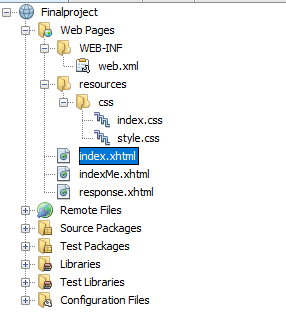 Finalproject
Web Pages
WEB-INF
web.xml
resources
css
index.css
style.css
index.xhtml
indexMe.xhtml
response.xhtml
Remote Files
Source Packages
Test Packages
Libraries
Test Libraries
Configuration Files